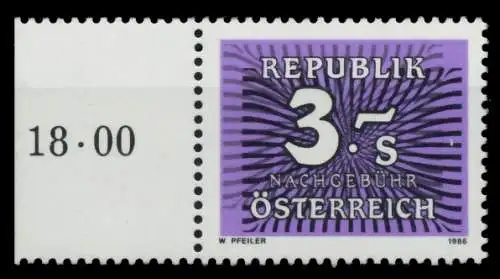 18·00
REPUBLIK
3.-S
NACHGEBÜHR
ÖSTERREICH
W. PFEILER 1986